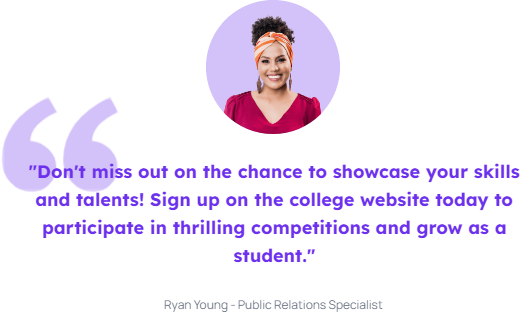 "Don't miss out on the chance to showcase your skills
and talents! Sign up on the college website today to
participate in thrilling competitions and grow as a
student."
Ryan Young - Public Relations Specialist